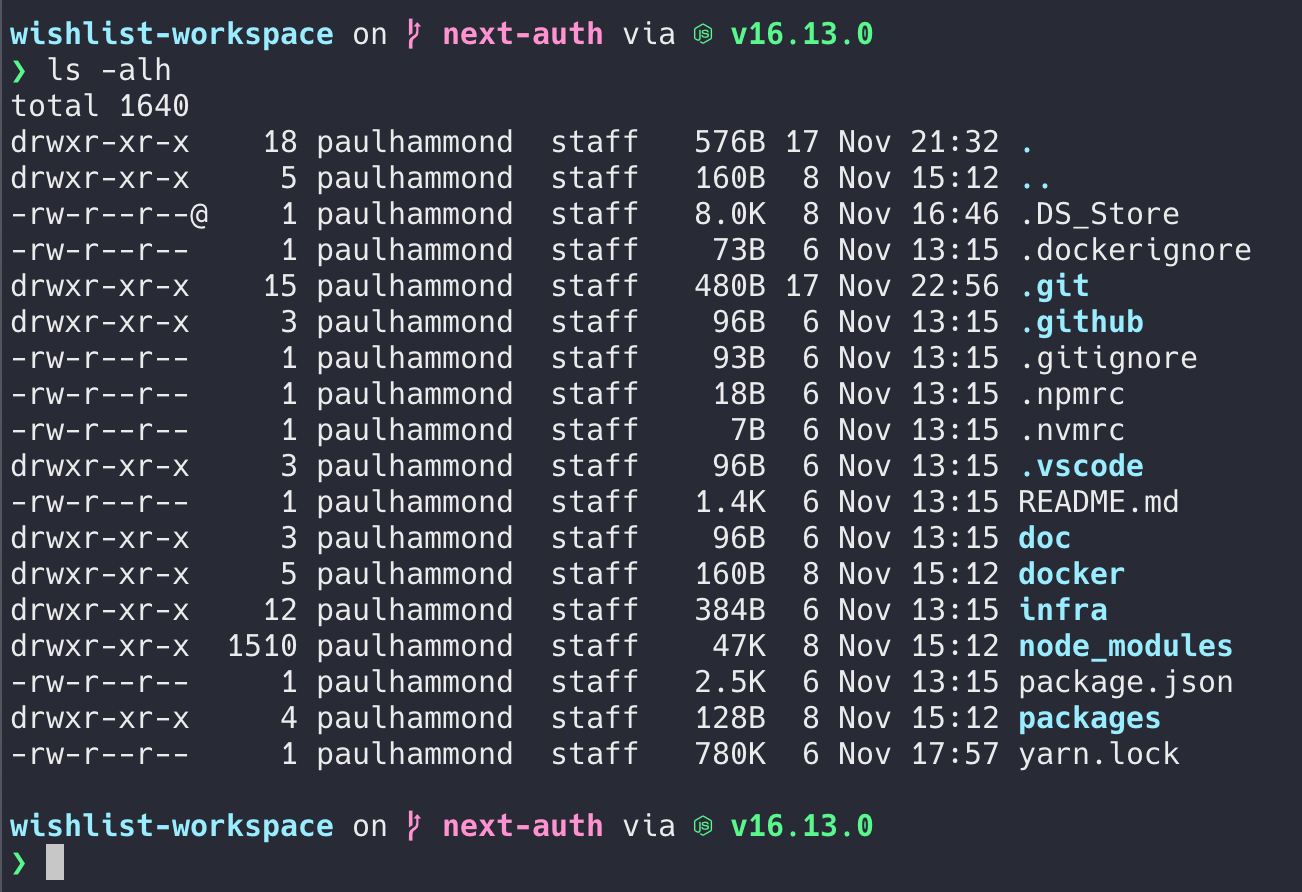 wishlist-workspace on next-auth via v16.13.0
❯ ls -alh
total 1640
drwxr-xr-x    18 paulhammond  staff   576B 17 Nov 21:32 .
drwxr-xr-x     5 paulhammond  staff   160B  8 Nov 15:12 ..
-rw-r--r--@    1 paulhammond  staff   8.0K  8 Nov 16:46 .DS_Store
-rw-r--r--     1 paulhammond  staff    73B  6 Nov 13:15 .dockerignore
drwxr-xr-x    15 paulhammond  staff   480B 17 Nov 22:56 .git
drwxr-xr-x     3 paulhammond  staff    96B  6 Nov 13:15 .github
-rw-r--r--     1 paulhammond  staff    93B  6 Nov 13:15 .gitignore
-rw-r--r--     1 paulhammond  staff    18B  6 Nov 13:15 .npmrc
-rw-r--r--     1 paulhammond  staff     7B  6 Nov 13:15 .nvmrc
drwxr-xr-x     3 paulhammond  staff    96B  6 Nov 13:15 .vscode
-rw-r--r--     1 paulhammond  staff   1.4K  6 Nov 13:15 README.md
drwxr-xr-x     3 paulhammond  staff    96B  6 Nov 13:15 doc
drwxr-xr-x     5 paulhammond  staff   160B  8 Nov 15:12 docker
drwxr-xr-x    12 paulhammond  staff   384B  6 Nov 13:15 infra
drwxr-xr-x  1510 paulhammond  staff    47K  8 Nov 15:12 node_modules
-rw-r--r--     1 paulhammond  staff   2.5K  6 Nov 13:15 package.json
drwxr-xr-x     4 paulhammond  staff   128B  8 Nov 15:12 packages
-rw-r--r--     1 paulhammond  staff   780K  6 Nov 17:57 yarn.lock
wishlist-workspace on next-auth via v16.13.0
❯